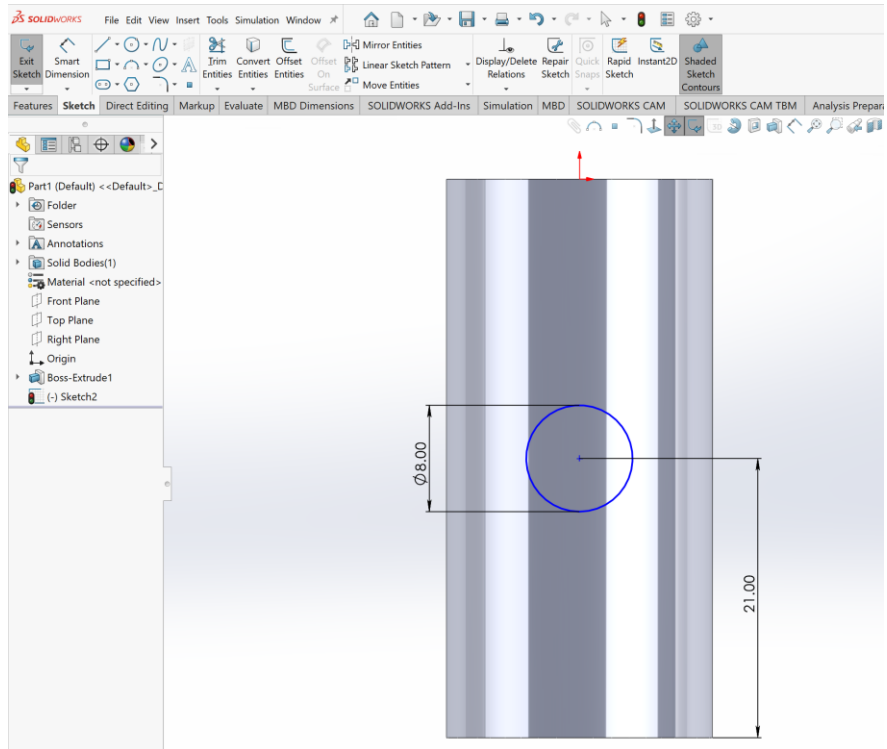 SOLIDWORKS File Edit View Insert Tools Simulation Window
Exit Sketch
Smart Dimension
Trim Entities
Convert Entities
Offset Entities
Offset On Surface
Mirror Entities
Linear Sketch Pattern
Move Entities
Display/Delete Relations
Repair Sketch
Quick Snaps
Rapid Sketch
Instant2D
Shaded Sketch Contours
Features Sketch Direct Editing Markup Evaluate MBD Dimensions SOLIDWORKS Add-Ins Simulation MBD SOLIDWORKS CAM SOLIDWORKS CAM TBM Analysis Prepara
Part1 (Default) <<Default>_D
Folder
Sensors
Annotations
Solid Bodies(1)
Material <not specified>
Front Plane
Top Plane
Right Plane
Origin
Boss-Extrude1
(-) Sketch2
Ø8.00
21.00